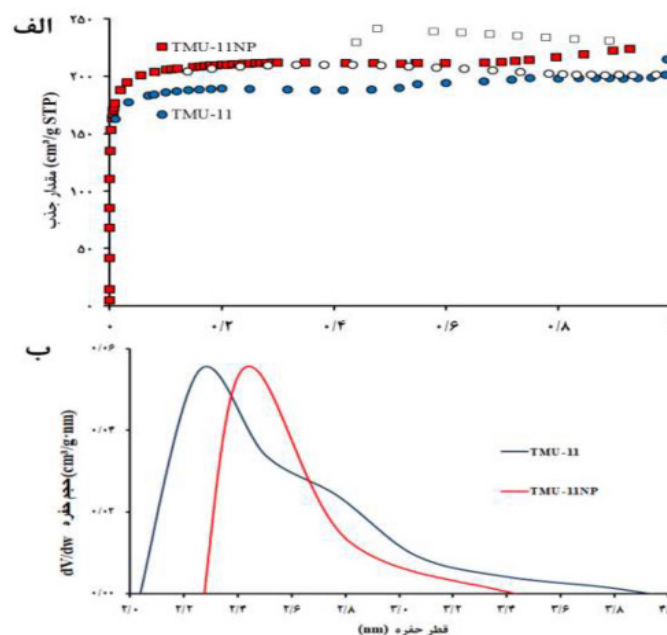 الف
۲۵۰
TMU-11NP
۲۰۰
TMU-11
۱۵۰
۱۰۰
۵۰
۰
مقدار جذب (cm³/g STP)
۰ ۰/۲ ۰/۴ ۰/۶ ۰/۸
ب
۰/۰۶
۰/۰۴
۰/۰۲
۰/۰۰
حجم حفره dV/dw (cm³/g·nm)
TMU-11
TMU-11NP
۲/۰ ۲/۲ ۲/۴ ۲/۶ ۲/۸ ۳/۰ ۳/۲ ۳/۴ ۳/۶ ۳/۸
قطر حفره (nm)